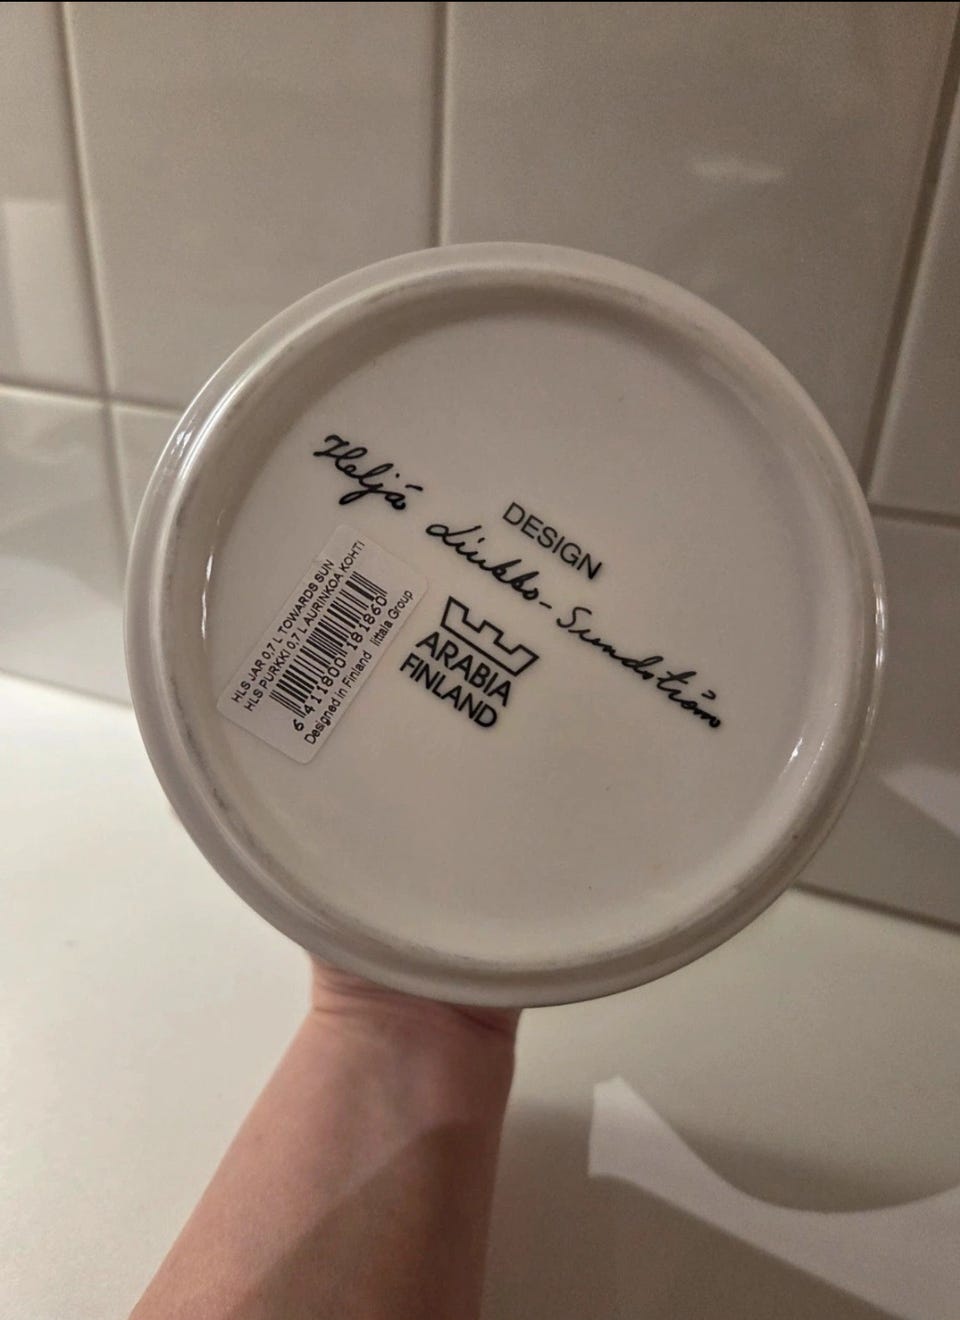 DESIGN
Heljä Liukko-Sundström
ARABIA
FINLAND
HLS JAR 0,7 L TOWARDS SUN
HLS PURKKI 0,7 L AURINKOA KOHTI
6 411800 181860
Designed in Finland iittala Group